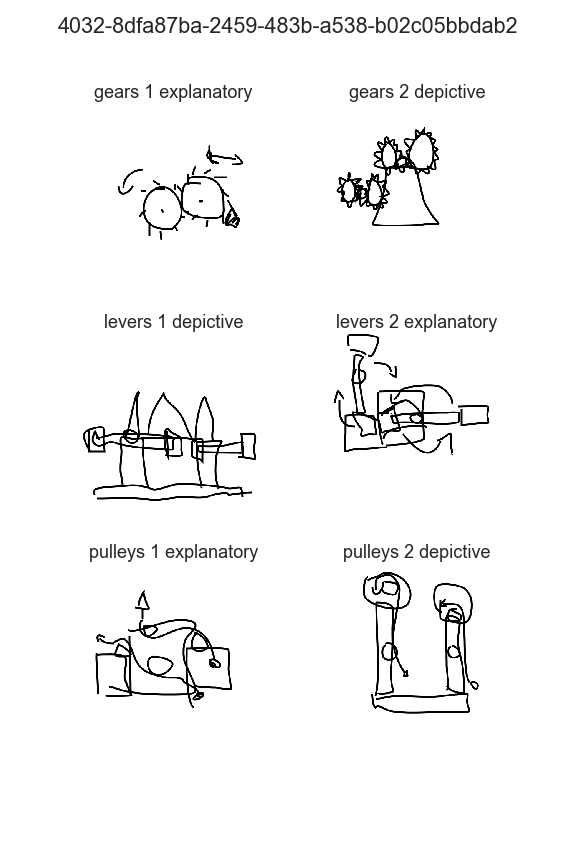 4032-8dfa87ba-2459-483b-a538-b02c05bbdab2
gears 1 explanatory
gears 2 depictive
levers 1 depictive
levers 2 explanatory
pulleys 1 explanatory
pulleys 2 depictive